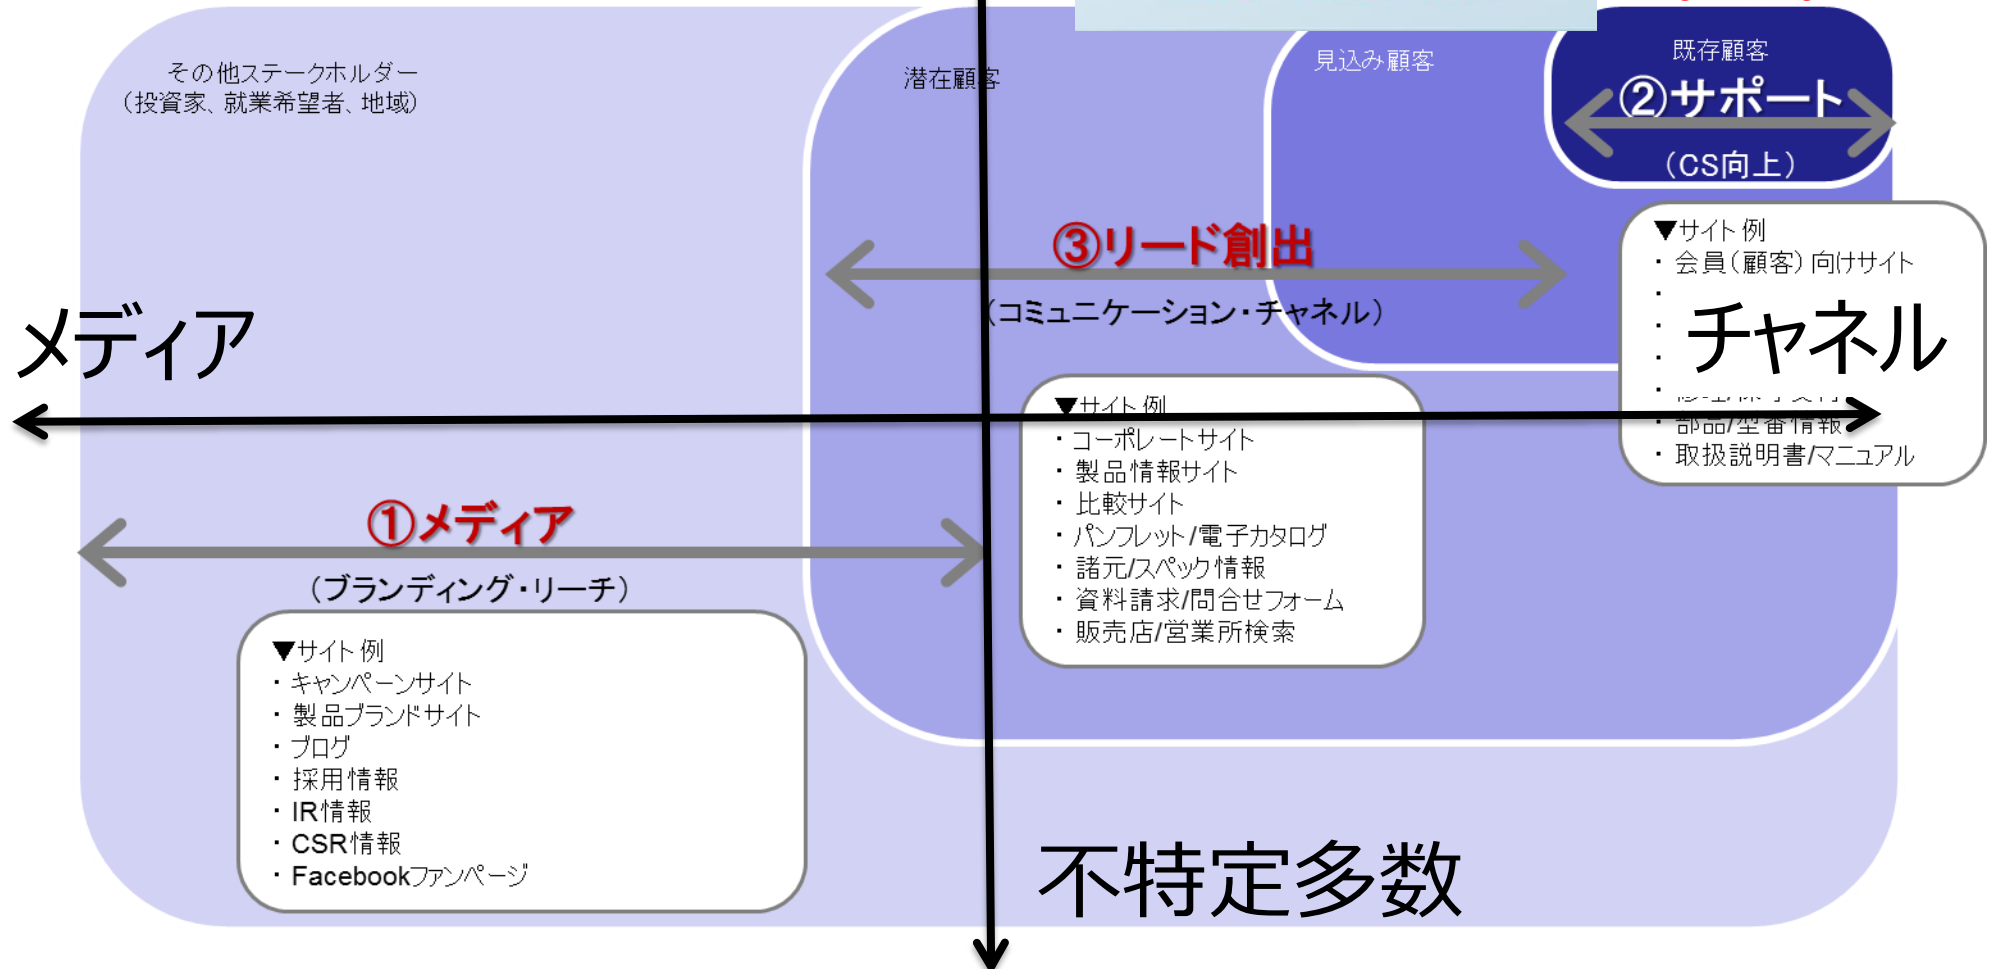 その他ステークホルダー
（投資家、就業希望者、地域）
潜在顧客
見込み顧客
既存顧客
②サポート
（CS向上）
③リード創出
（コミュニケーション・チャネル）
▼サイト例
・会員（顧客）向けサイト
・
・
・
・
・部品/型番情報
・取扱説明書/マニュアル
メディア
チャネル
▼サイト例
・コーポレートサイト
・製品情報サイト
・比較サイト
・パンフレット/電子カタログ
・諸元/スペック情報
・資料請求/問合せフォーム
・販売店/営業所検索
①メディア
（ブランディング・リーチ）
▼サイト例
・キャンペーンサイト
・製品ブランドサイト
・ブログ
・採用情報
・IR情報
・CSR情報
・Facebookファンページ
不特定多数